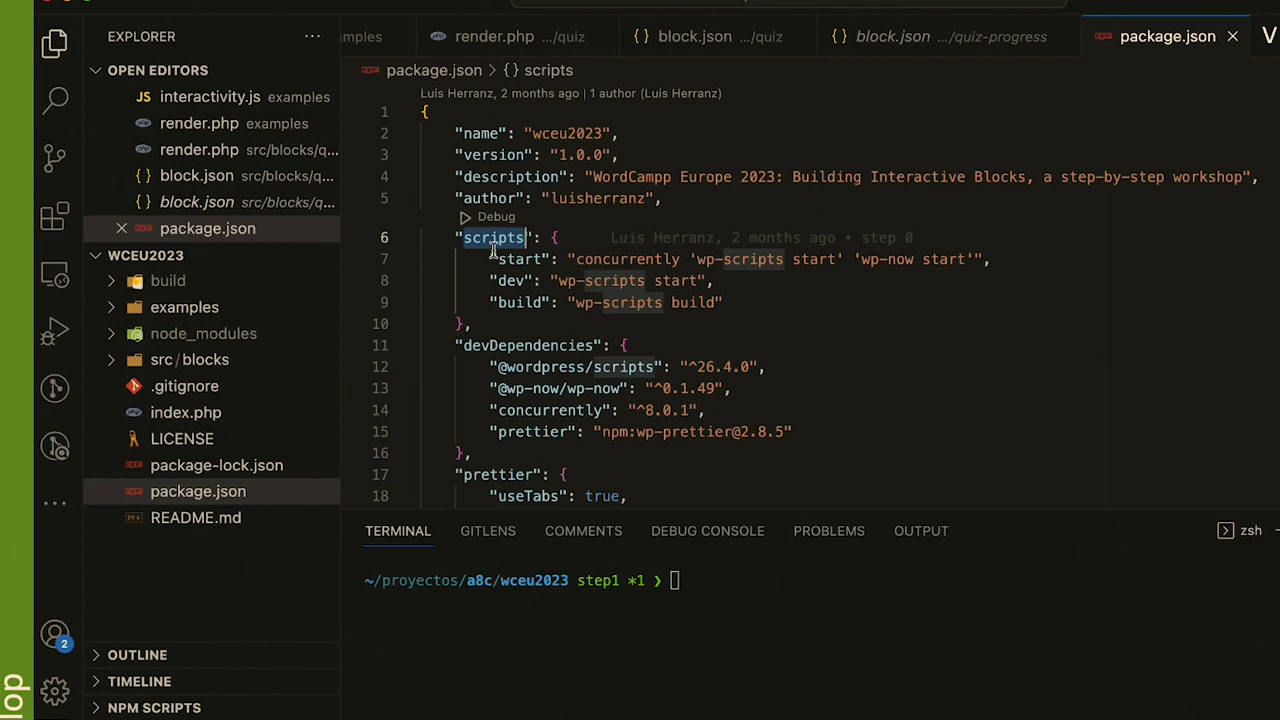 EXPLORER
OPEN EDITORS
JS interactivity.js examples
render.php examples
render.php src/blocks/q...
{} block.json src/blocks/q...
{} block.json src/blocks/q...
package.json
WCEU2023
build
examples
node_modules
src/blocks
.gitignore
index.php
LICENSE
package-lock.json
package.json
README.md
OUTLINE
TIMELINE
NPM SCRIPTS
2
lop
render.php .../quiz
{} block.json .../quiz
{} block.json .../quiz-progress
package.json
package.json > {} scripts
Luis Herranz, 2 months ago | 1 author (Luis Herranz)
1 {
2 "name": "wceu2023",
3 "version": "1.0.0",
4 "description": "WordCampp Europe 2023: Building Interactive Blocks, a step-by-step workshop",
5 "author": "luisherranz",
Debug
6 "scripts": { Luis Herranz, 2 months ago • step 0
7 "start": "concurrently 'wp-scripts start' 'wp-now start'",
8 "dev": "wp-scripts start",
9 "build": "wp-scripts build"
10 },
11 "devDependencies": {
12 "@wordpress/scripts": "^26.4.0",
13 "@wp-now/wp-now": "^0.1.49",
14 "concurrently": "^8.0.1",
15 "prettier": "npm:wp-prettier@2.8.5"
16 },
17 "prettier": {
18 "useTabs": true,
TERMINAL GITLENS COMMENTS DEBUG CONSOLE PROBLEMS OUTPUT
zsh
~/proyectos/a8c/wceu2023 step1 *1 ❯